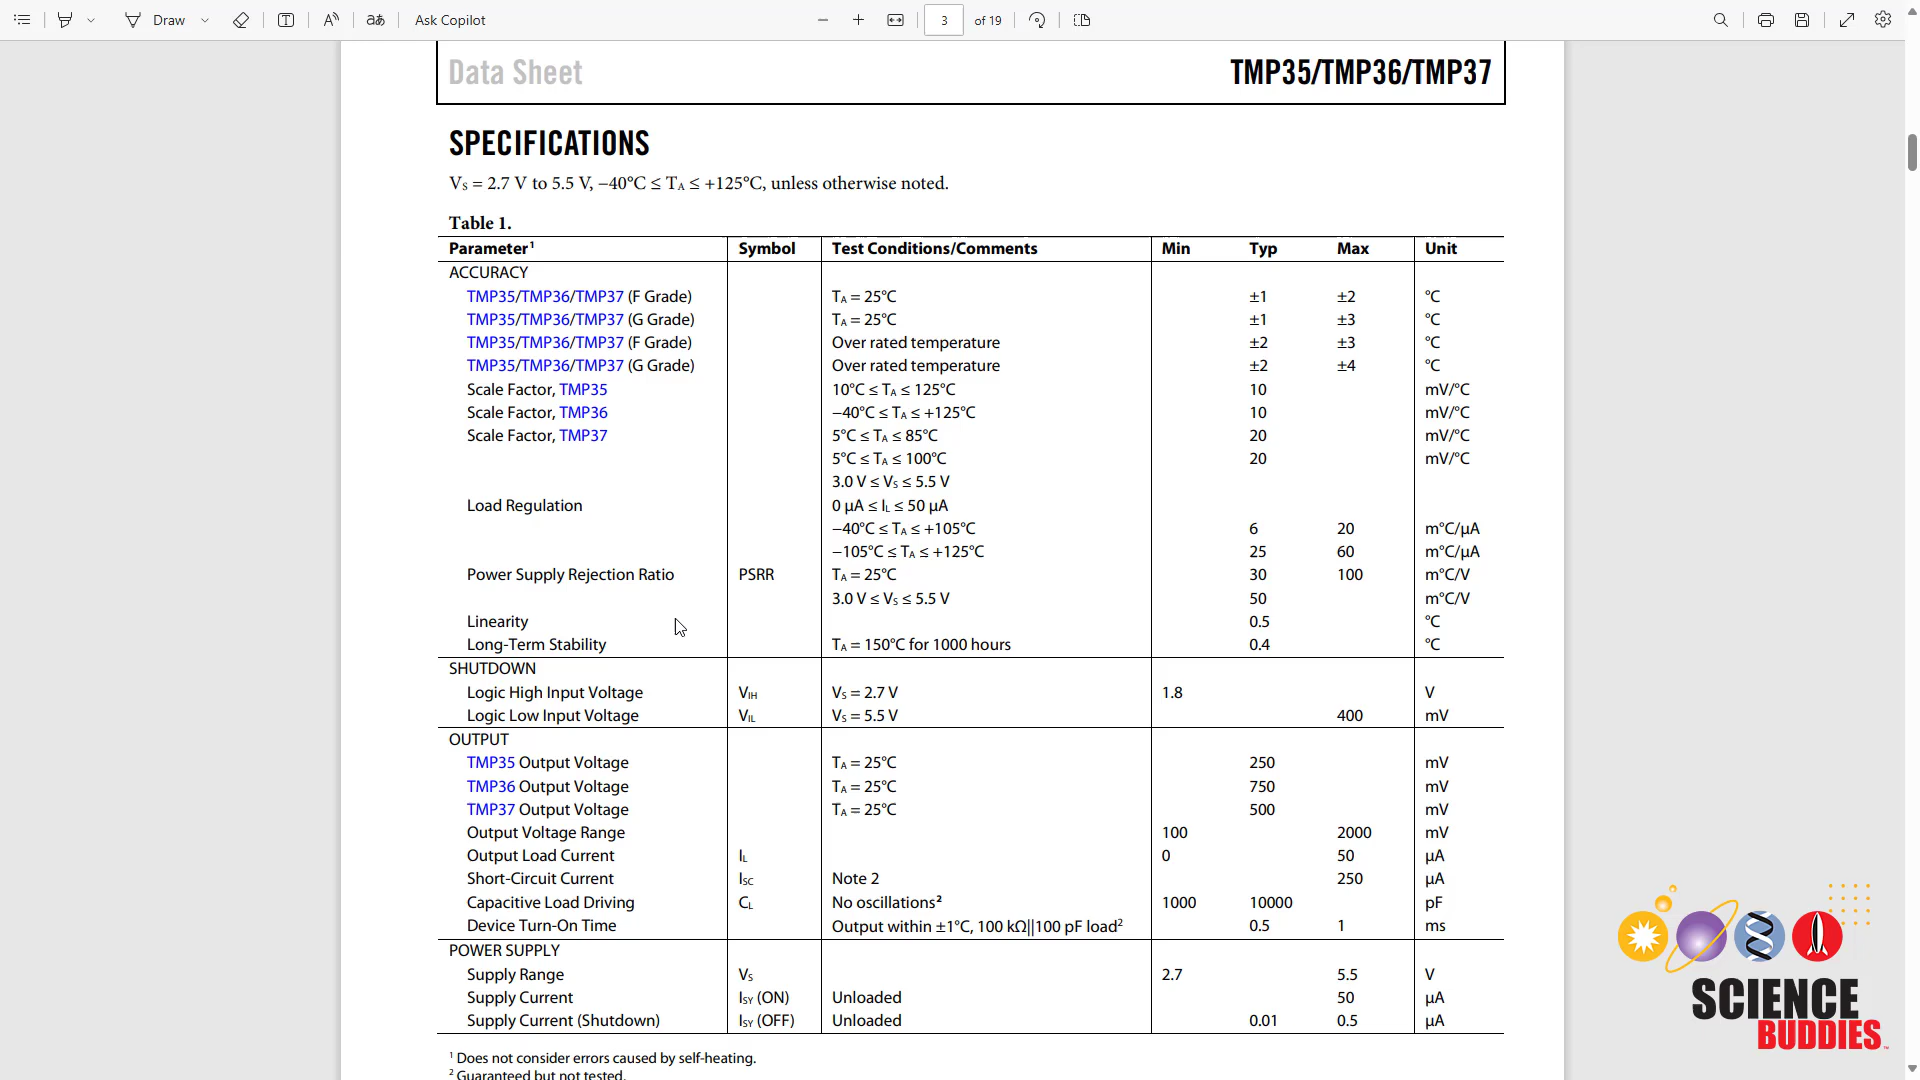 Draw
Ask Copilot
3 of 19
Data Sheet TMP35/TMP36/TMP37
SPECIFICATIONS
VS = 2.7 V to 5.5 V, −40°C ≤ TA ≤ +125°C, unless otherwise noted.
Table 1.
Parameter1 Symbol Test Conditions/Comments Min Typ Max Unit
ACCURACY
TMP35/TMP36/TMP37 (F Grade) TA = 25°C ±1 ±2 °C
TMP35/TMP36/TMP37 (G Grade) TA = 25°C ±1 ±3 °C
TMP35/TMP36/TMP37 (F Grade) Over rated temperature ±2 ±3 °C
TMP35/TMP36/TMP37 (G Grade) Over rated temperature ±2 ±4 °C
Scale Factor, TMP35 10°C ≤ TA ≤ 125°C 10 mV/°C
Scale Factor, TMP36 −40°C ≤ TA ≤ +125°C 10 mV/°C
Scale Factor, TMP37 5°C ≤ TA ≤ 85°C 20 mV/°C
5°C ≤ TA ≤ 100°C 20 mV/°C
3.0 V ≤ VS ≤ 5.5 V
Load Regulation 0 µA ≤ IL ≤ 50 µA
−40°C ≤ TA ≤ +105°C 6 20 m°C/µA
−105°C ≤ TA ≤ +125°C 25 60 m°C/µA
Power Supply Rejection Ratio PSRR TA = 25°C 30 100 m°C/V
3.0 V ≤ VS ≤ 5.5 V 50 m°C/V
Linearity 0.5 °C
Long-Term Stability TA = 150°C for 1000 hours 0.4 °C
SHUTDOWN
Logic High Input Voltage VIH VS = 2.7 V 1.8 V
Logic Low Input Voltage VIL VS = 5.5 V 400 mV
OUTPUT
TMP35 Output Voltage TA = 25°C 250 mV
TMP36 Output Voltage TA = 25°C 750 mV
TMP37 Output Voltage TA = 25°C 500 mV
Output Voltage Range 100 2000 mV
Output Load Current IL 0 50 µA
Short-Circuit Current ISC Note 2 250 µA
Capacitive Load Driving CL No oscillations2 1000 10000 pF
Device Turn-On Time Output within ±1°C, 100 kΩ||100 pF load2 0.5 1 ms
POWER SUPPLY
Supply Range VS 2.7 5.5 V
Supply Current ISY (ON) Unloaded 50 µA
Supply Current (Shutdown) ISY (OFF) Unloaded 0.01 0.5 µA
1 Does not consider errors caused by self-heating.
2 Guaranteed but not tested.
SCIENCE
BUDDIES